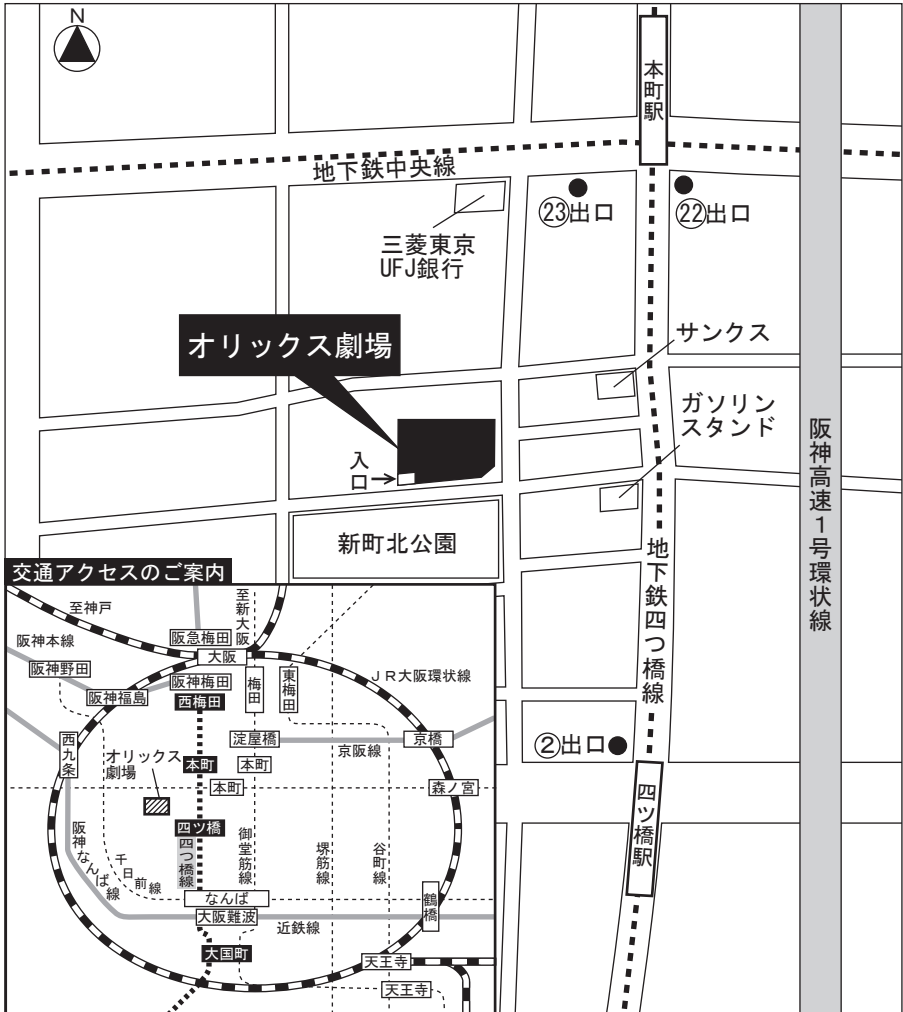 N
本町駅
地下鉄中央線
㉓出口
㉒出口
三菱東京
UFJ銀行
オリックス劇場
サンクス
ガソリン
スタンド
入口→
新町北公園
阪神高速1号環状線
地下鉄四つ橋線
②出口
四ツ橋駅
交通アクセスのご案内
至神戸
至新大阪
阪神本線
阪急梅田
大阪
JR大阪環状線
阪神野田
阪神梅田
梅田
東梅田
阪神福島
西梅田
西九条
淀屋橋
京阪線
京橋
オリックス
劇場
本町
本町
本町
森ノ宮
四ツ橋
四つ橋線
御堂筋線
堺筋線
谷町線
阪神なんば線
千日前線
なんば
大阪難波
近鉄線
鶴橋
大国町
天王寺
天王寺